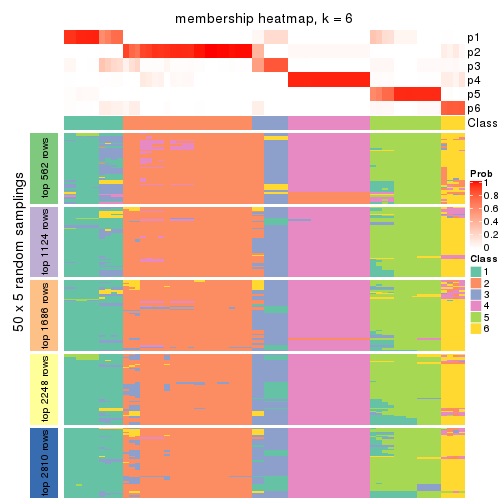 membership heatmap, k = 6
p1
p2
p3
p4
p5
p6
Class
50 x 5 random samplings
top 562 rows
top 1124 rows
top 1686 rows
top 2248 rows
top 2810 rows
Prob
1
0.8
0.6
0.4
0.2
0
Class
1
2
3
4
5
6